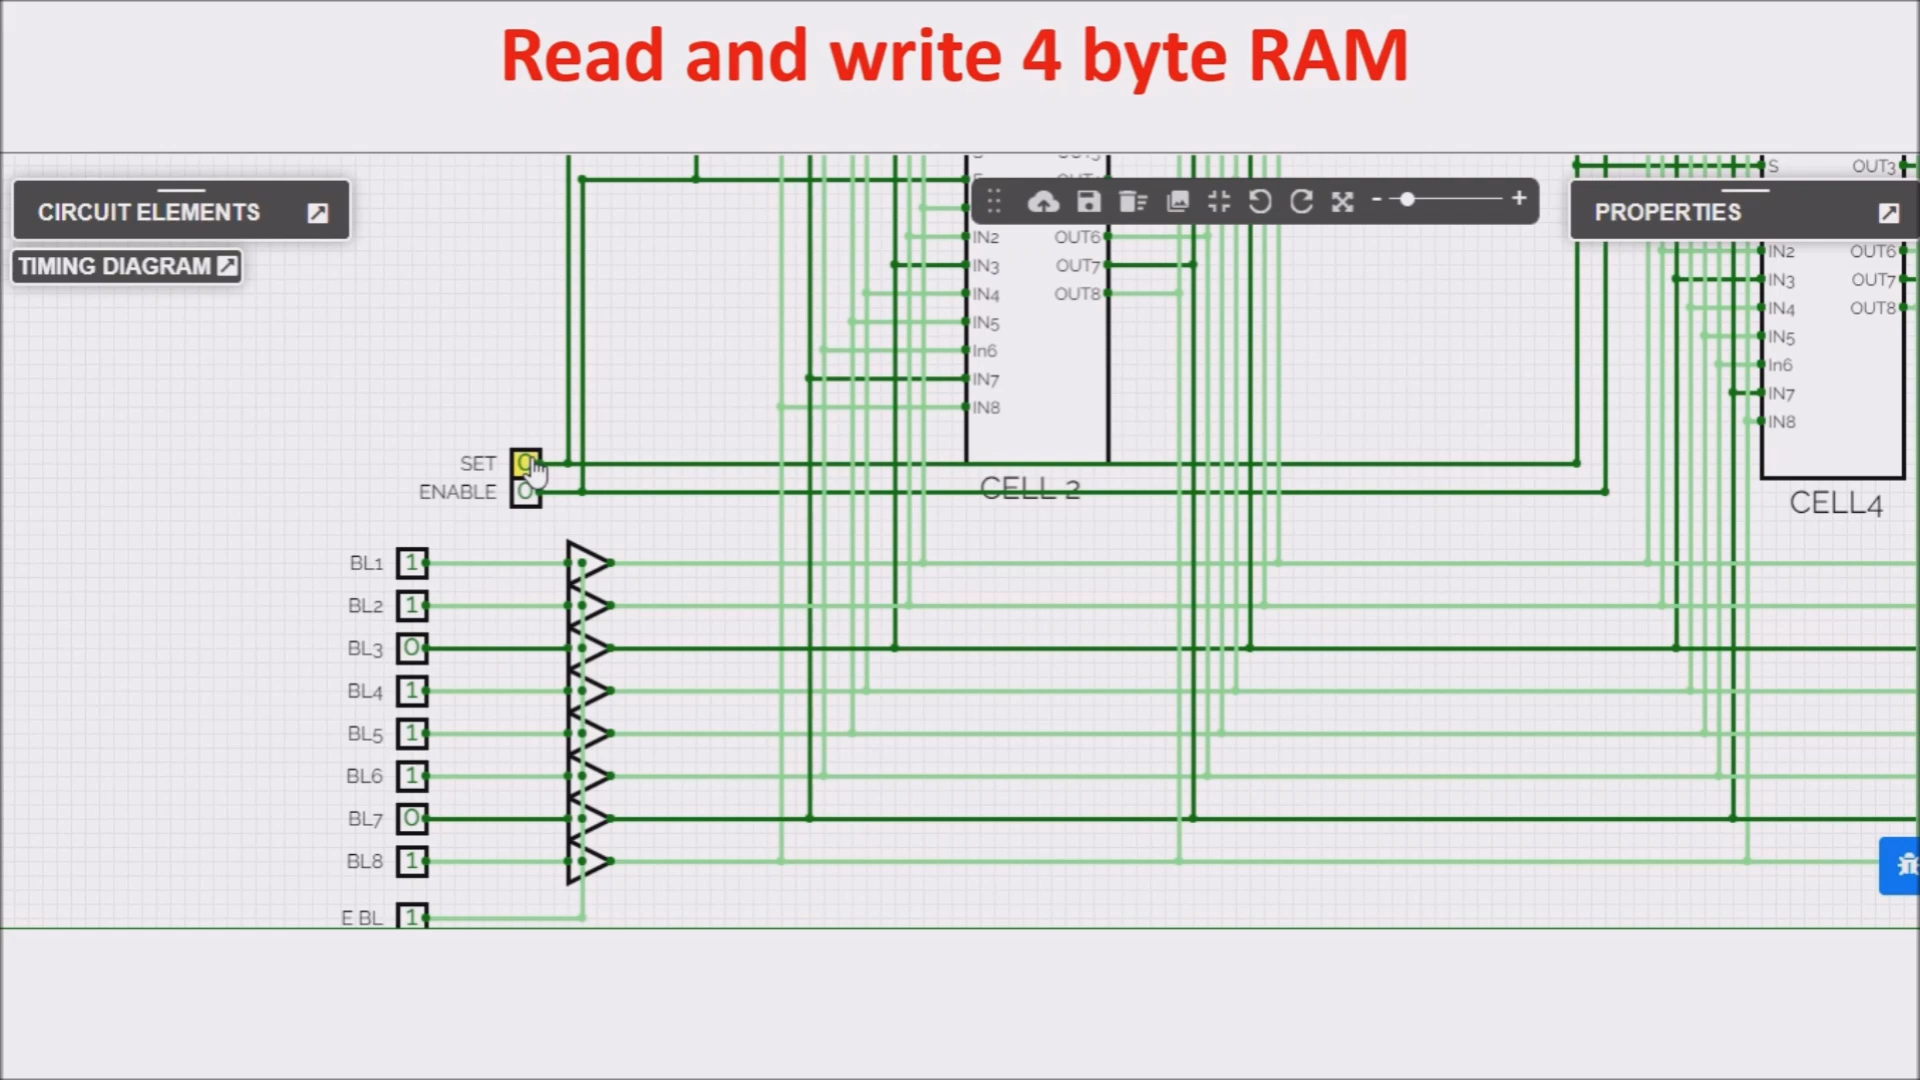 Read and write 4 byte RAM
CIRCUIT ELEMENTS
TIMING DIAGRAM
PROPERTIES
S OUT3
IN2 OUT6
IN3 OUT7
IN4 OUT8
IN5
In6
IN7
IN8
CELL 2
IN2 OUT6
IN3 OUT7
IN4 OUT8
IN5
In6
IN7
IN8
CELL4
SET 0
ENABLE 0
BL1 1
BL2 1
BL3 0
BL4 1
BL5 1
BL6 1
BL7 0
BL8 1
E BL 1